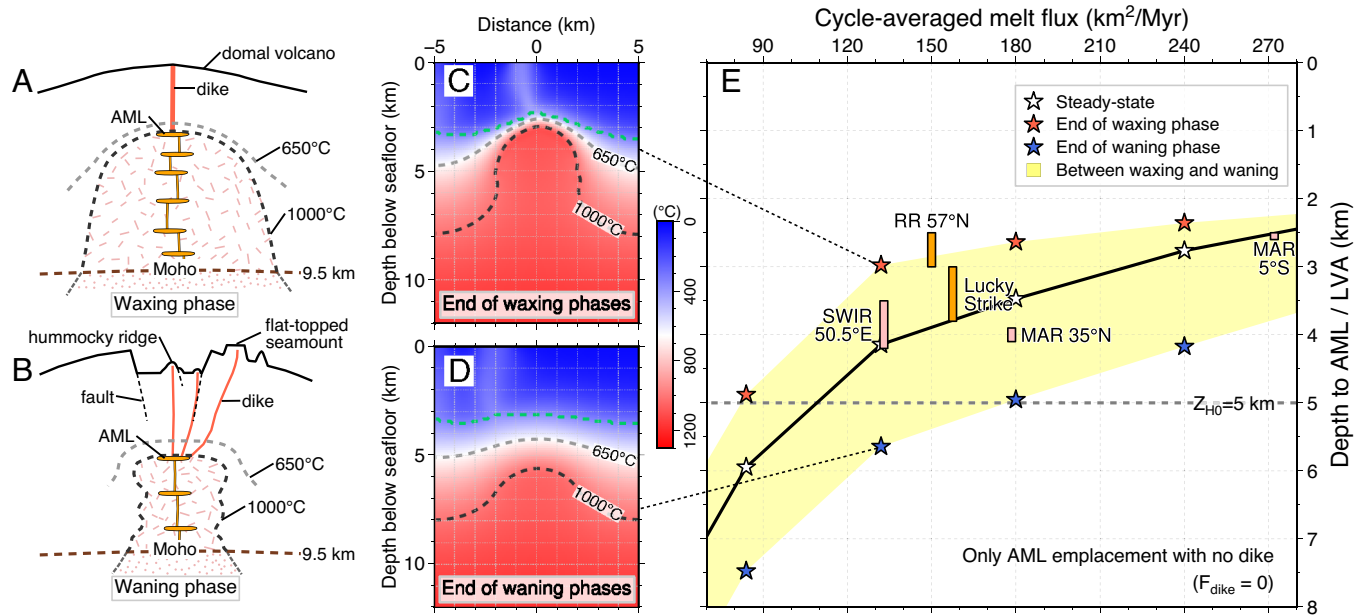 A
domal volcano
dike
AML
650°C
1000°C
Moho
9.5 km
Waxing phase
B
hummocky ridge
flat-topped
seamount
fault
dike
AML
650°C
1000°C
Moho
9.5 km
Waning phase
Distance (km)
−5
0
5
C
Depth below seafloor (km)
0
5
10
650°C
1000°C
End of waxing phases
(°C)
0
400
800
1200
D
Depth below seafloor (km)
0
5
10
650°C
1000°C
End of waning phases
Cycle-averaged melt flux (km²/Myr)
90
120
150
180
210
240
270
E
Steady-state
End of waxing phase
End of waning phase
Between waxing and waning
RR 57°N
Lucky
Strike
SWIR
50.5°E
MAR 35°N
MAR
5°S
Z_H0=5 km
Only AML emplacement with no dike
(F_dike = 0)
0
1
2
3
4
5
6
7
8
Depth to AML / LVA (km)